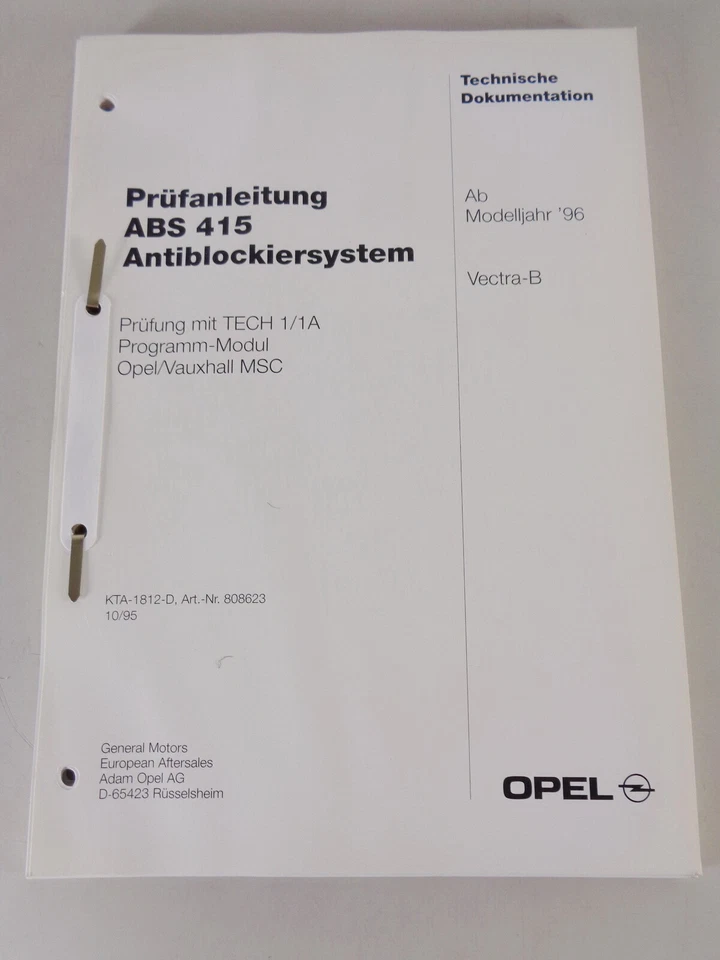 Technische
Dokumentation
Prüfanleitung
ABS 415
Antiblockiersystem
Ab
Modelljahr '96
Vectra-B
Prüfung mit TECH 1/1A
Programm-Modul
Opel/Vauxhall MSC
KTA-1812-D, Art.-Nr. 808623
10/95
General Motors
European Aftersales
Adam Opel AG
D-65423 Rüsselsheim
OPEL